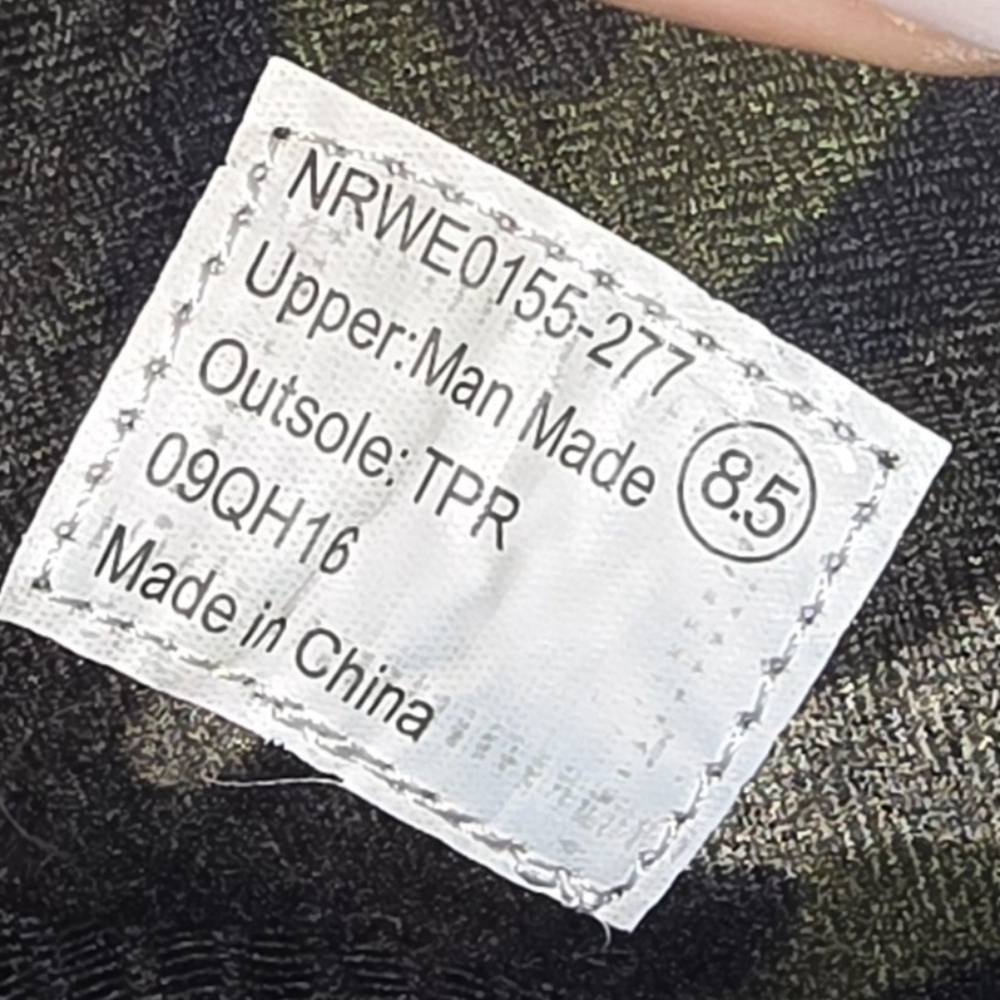 NRWE0155-277
Upper:Man Made
8.5
Outsole: TPR
09QH16
Made in China